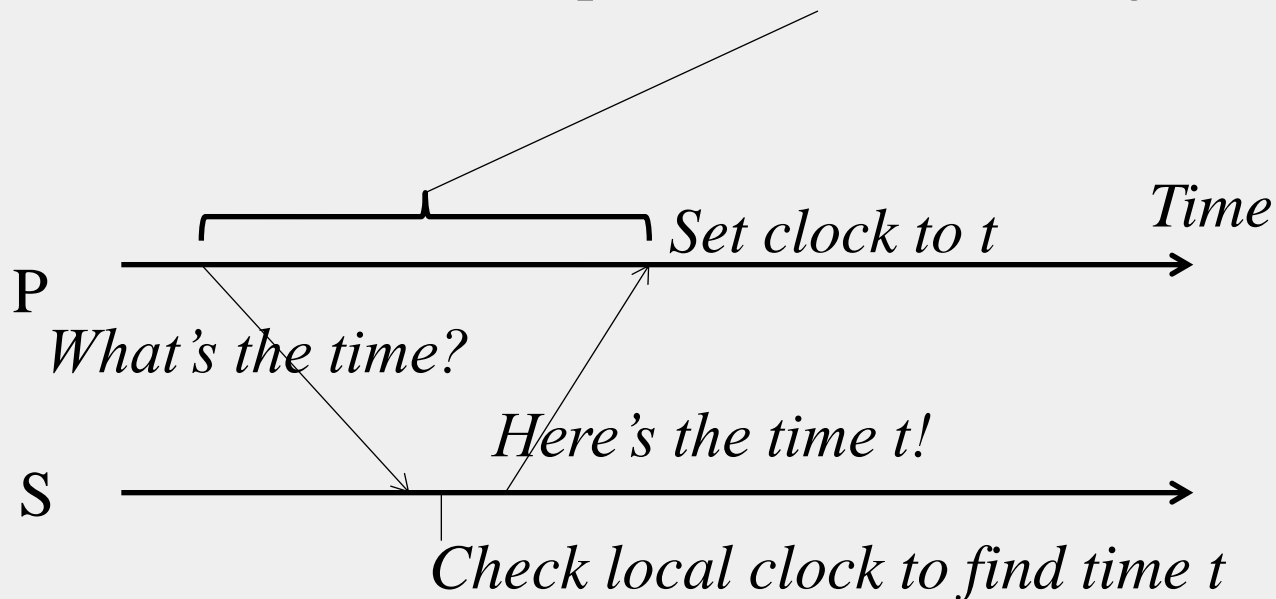 Set clock to t
Time
P
What’s the time?
Here’s the time t!
S
Check local clock to find time t